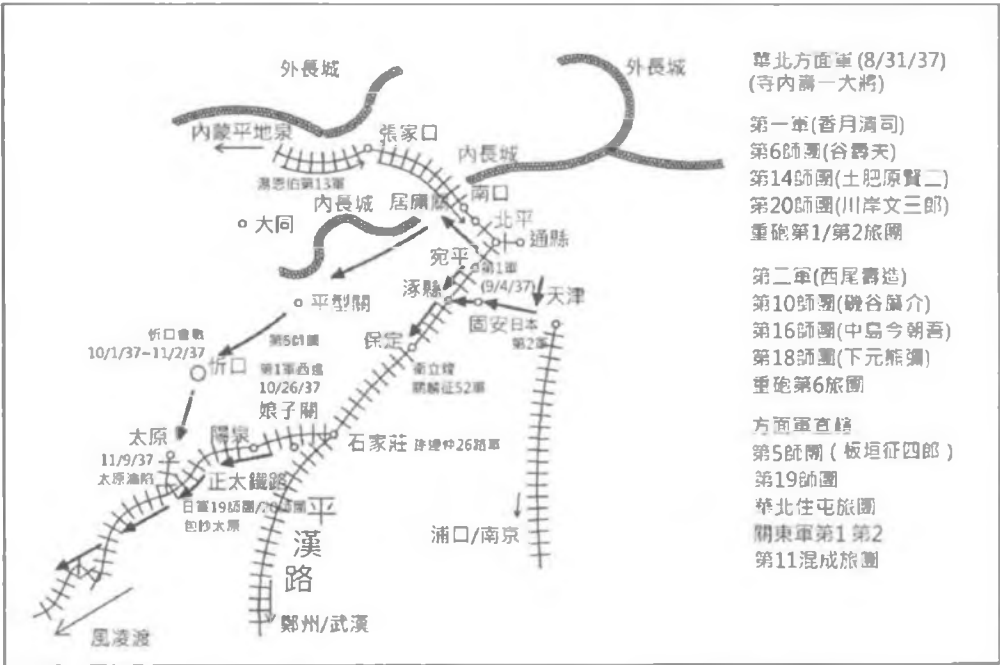 外長城
外長城
內蒙平地泉
張家口
內長城
湯恩伯第13軍
南口
內長城
居庸關
北平
大同
通縣
宛平
第1軍
(9/4/37)
涿縣
天津
平型關
固安
日本
第2軍
忻口會戰
10/1/37~11/2/37
第5師團
保定
忻口
第1軍西進
10/26/37
衛立煌
關麟征52軍
娘子關
太原
陽泉
石家莊
孫連仲26路軍
11/9/37
太原淪陷
正太鐵路
日軍19師團/20師團
包抄太原
平漢路
浦口/南京
鄭州/武漢
風凌渡
華北方面軍 (8/31/37)
(寺內壽一大將)
第一軍(香月清司)
第6師團(谷壽夫)
第14師團(土肥原賢二)
第20師團(川岸文三郎)
重砲第1/第2旅團
第二軍(西尾壽造)
第10師團(磯谷廉介)
第16師團(中島今朝吾)
第18師團(下元熊彌)
重砲第6旅團
方面軍直轄
第5師團 ( 板垣征四郎 )
第19師團
華北住屯旅團
關東軍第1 第2
第11混成旅團